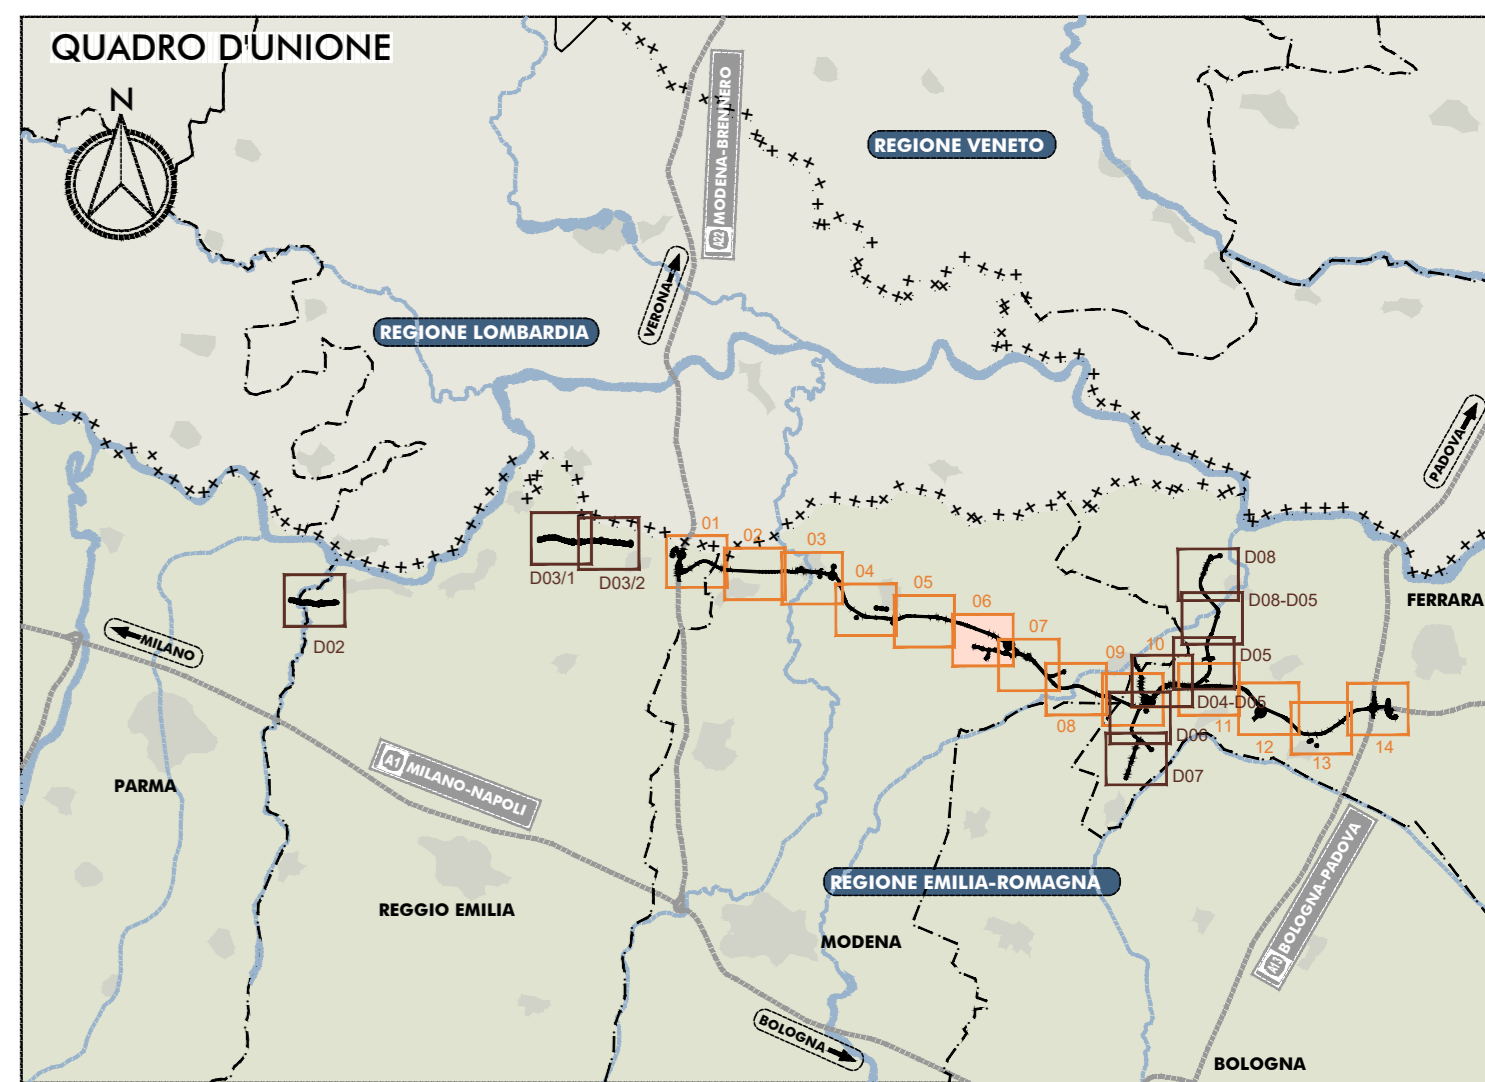 QUADRO D'UNIONE
N
A22 MODENA-BRENNERO
REGIONE VENETO
VERONA
REGIONE LOMBARDIA
PADOVA
01
02
03
04
05
06
07
08
09
10
11
12
13
14
D03/1
D03/2
D02
D08
D08-D05
D05
D04-D05
D06
D07
FERRARA
MILANO
PARMA
A1 MILANO-NAPOLI
REGGIO EMILIA
REGIONE EMILIA-ROMAGNA
MODENA
A13 BOLOGNA-PADOVA
BOLOGNA
BOLOGNA